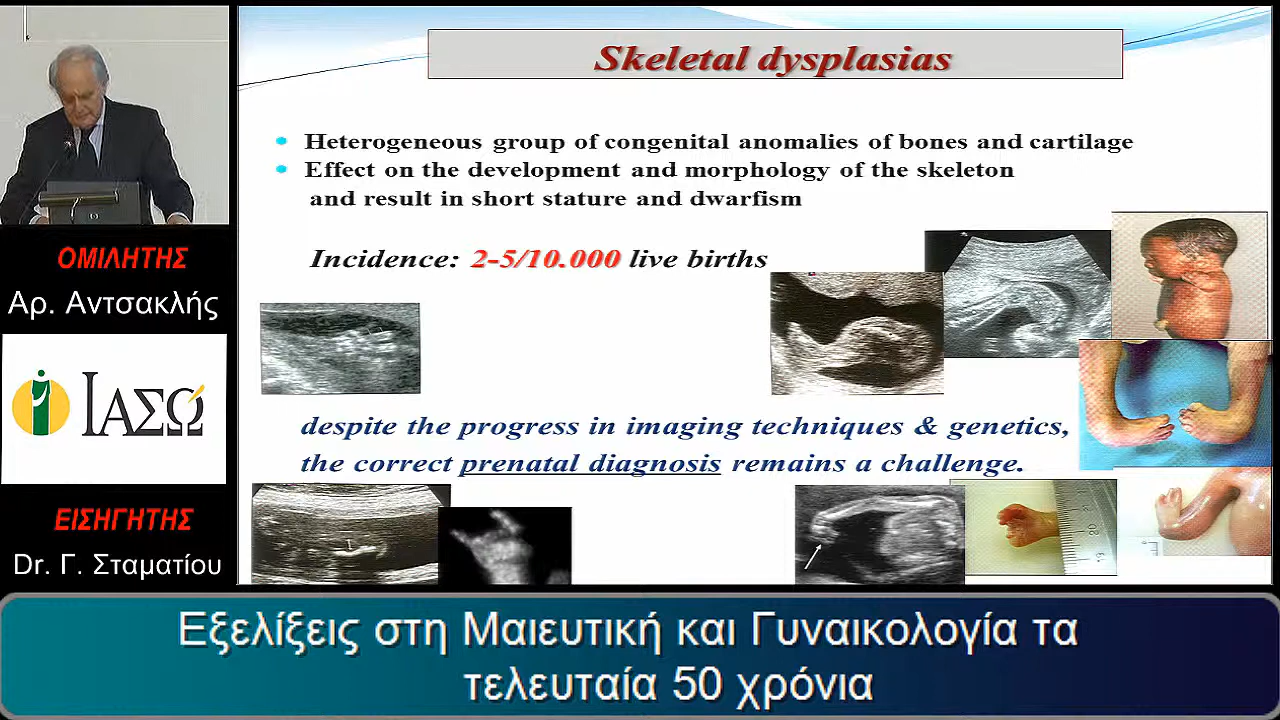 Skeletal dysplasias
Heterogeneous group of congenital anomalies of bones and cartilage
Effect on the development and morphology of the skeleton
and result in short stature and dwarfism
Incidence: 2-5/10.000 live births
despite the progress in imaging techniques & genetics,
the correct prenatal diagnosis remains a challenge.
ΟΜΙΛΗΤΗΣ
Αρ. Αντσακλής
ΙΑΣΩ
ΕΙΣΗΓΗΤΗΣ
Dr. Γ. Σταματίου
Εξελίξεις στη Μαιευτική και Γυναικολογία τα
τελευταία 50 χρόνια